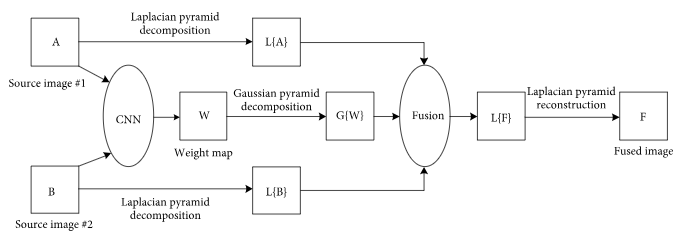 Laplacian pyramid
decomposition
A
L{A}
Source image #1
CNN
Gaussian pyramid
decomposition
W
G{W}
Weight map
Fusion
Laplacian pyramid
reconstruction
L{F}
F
Fused image
B
L{B}
Laplacian pyramid
decomposition
Source image #2